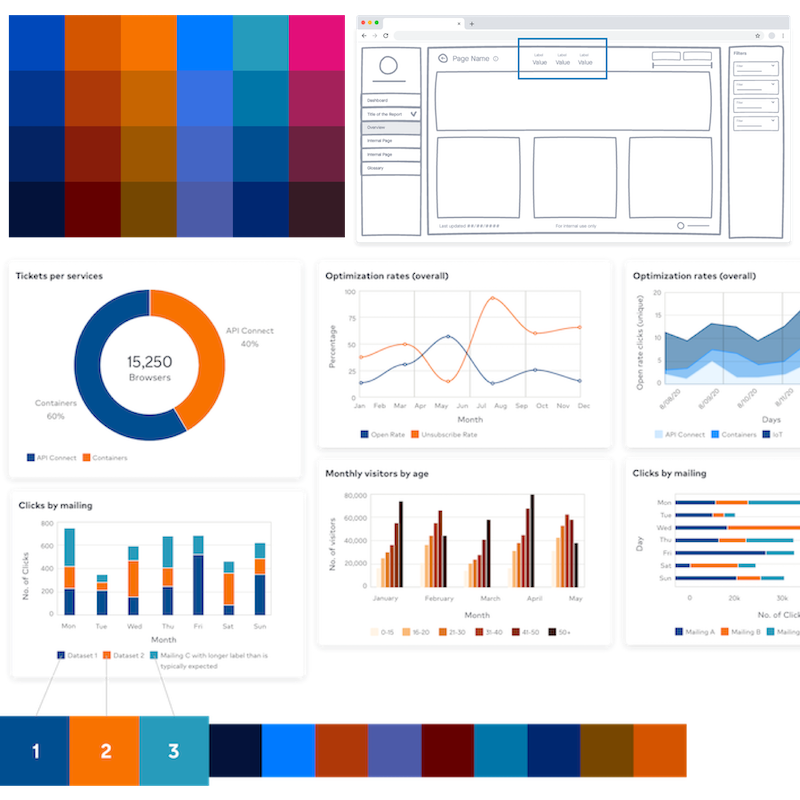 Page Name
Label Label Label
Value Value Value
Filters
Dashboard
Title of the Report
Overview
Internal Page
Internal Page
Glossary
Last updated ##/##/####
For internal use only
Tickets per services
API Connect
40%
15,250
Browsers
Containers
60%
API Connect Containers
Optimization rates (overall)
Percentage
100
75
50
25
0
Jan Feb Mar Apr May Jun Jul Aug Sep Oct Nov Dec
Month
Open Rate Unsubscribe Rate
Optimization rates (overall)
Open rate clicks (unique)
20
15
10
5
0
8/08/20 8/09/20 8/10/20 8/11/20
Days
API Connect Containers IoT
Clicks by mailing
No. of Clicks
800
600
400
200
0
Mon Tue Wed Thu Fri Sat Sun
Month
Dataset 1 Dataset 2 Mailing C with longer label than is
typically expected
Monthly visitors by age
No. of visitors
80,000
60,000
40,000
20,000
0
January February March April May
Month
0-15 16-20 21-30 31-40 41-50 50+
Clicks by mailing
Day
Mon
Tue
Wed
Thu
Fri
Sat
Sun
0 20k 30k
No. of Click
Mailing A Mailing B Mailing
1 2 3